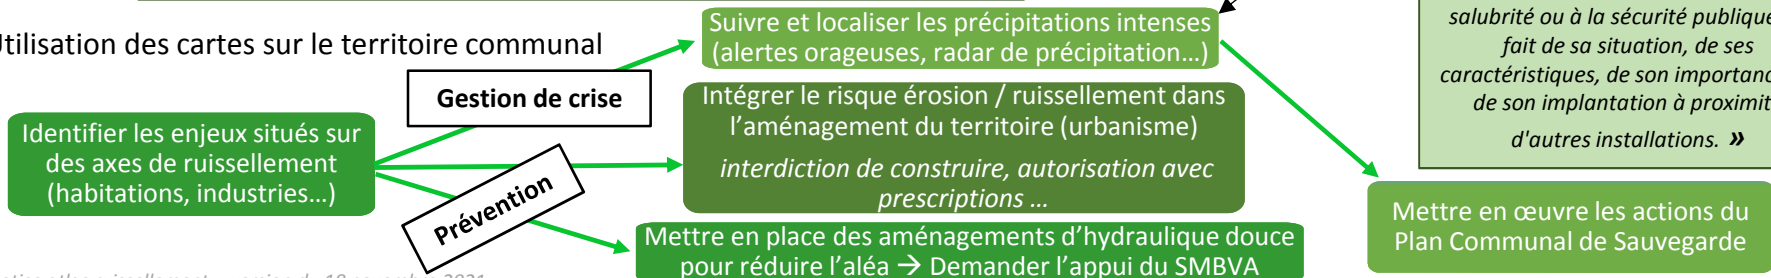 Utilisation des cartes sur le territoire communal
Identifier les enjeux situés sur
des axes de ruissellement
(habitations, industries…)
Gestion de crise
Prévention
Suivre et localiser les précipitations intenses
(alertes orageuses, radar de précipitation…)
Intégrer le risque érosion / ruissellement dans
l’aménagement du territoire (urbanisme)
interdiction de construire, autorisation avec
prescriptions …
Mettre en place des aménagements d’hydraulique douce
pour réduire l’aléa → Demander l’appui du SMBVA
salubrité ou à la sécurité publique
fait de sa situation, de ses
caractéristiques, de son
de son implantation à
d'autres installations. »
Mettre en œuvre les actions du
Plan Communal de Sauvegarde